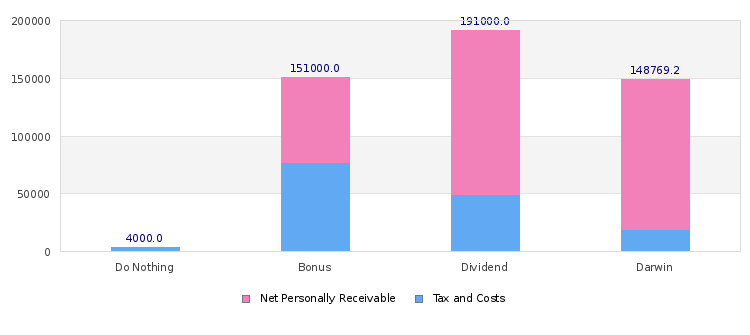 200000
150000
100000
50000
0
4000.0
151000.0
191000.0
148769.2
Do Nothing
Bonus
Dividend
Darwin
Net Personally Receivable
Tax and Costs